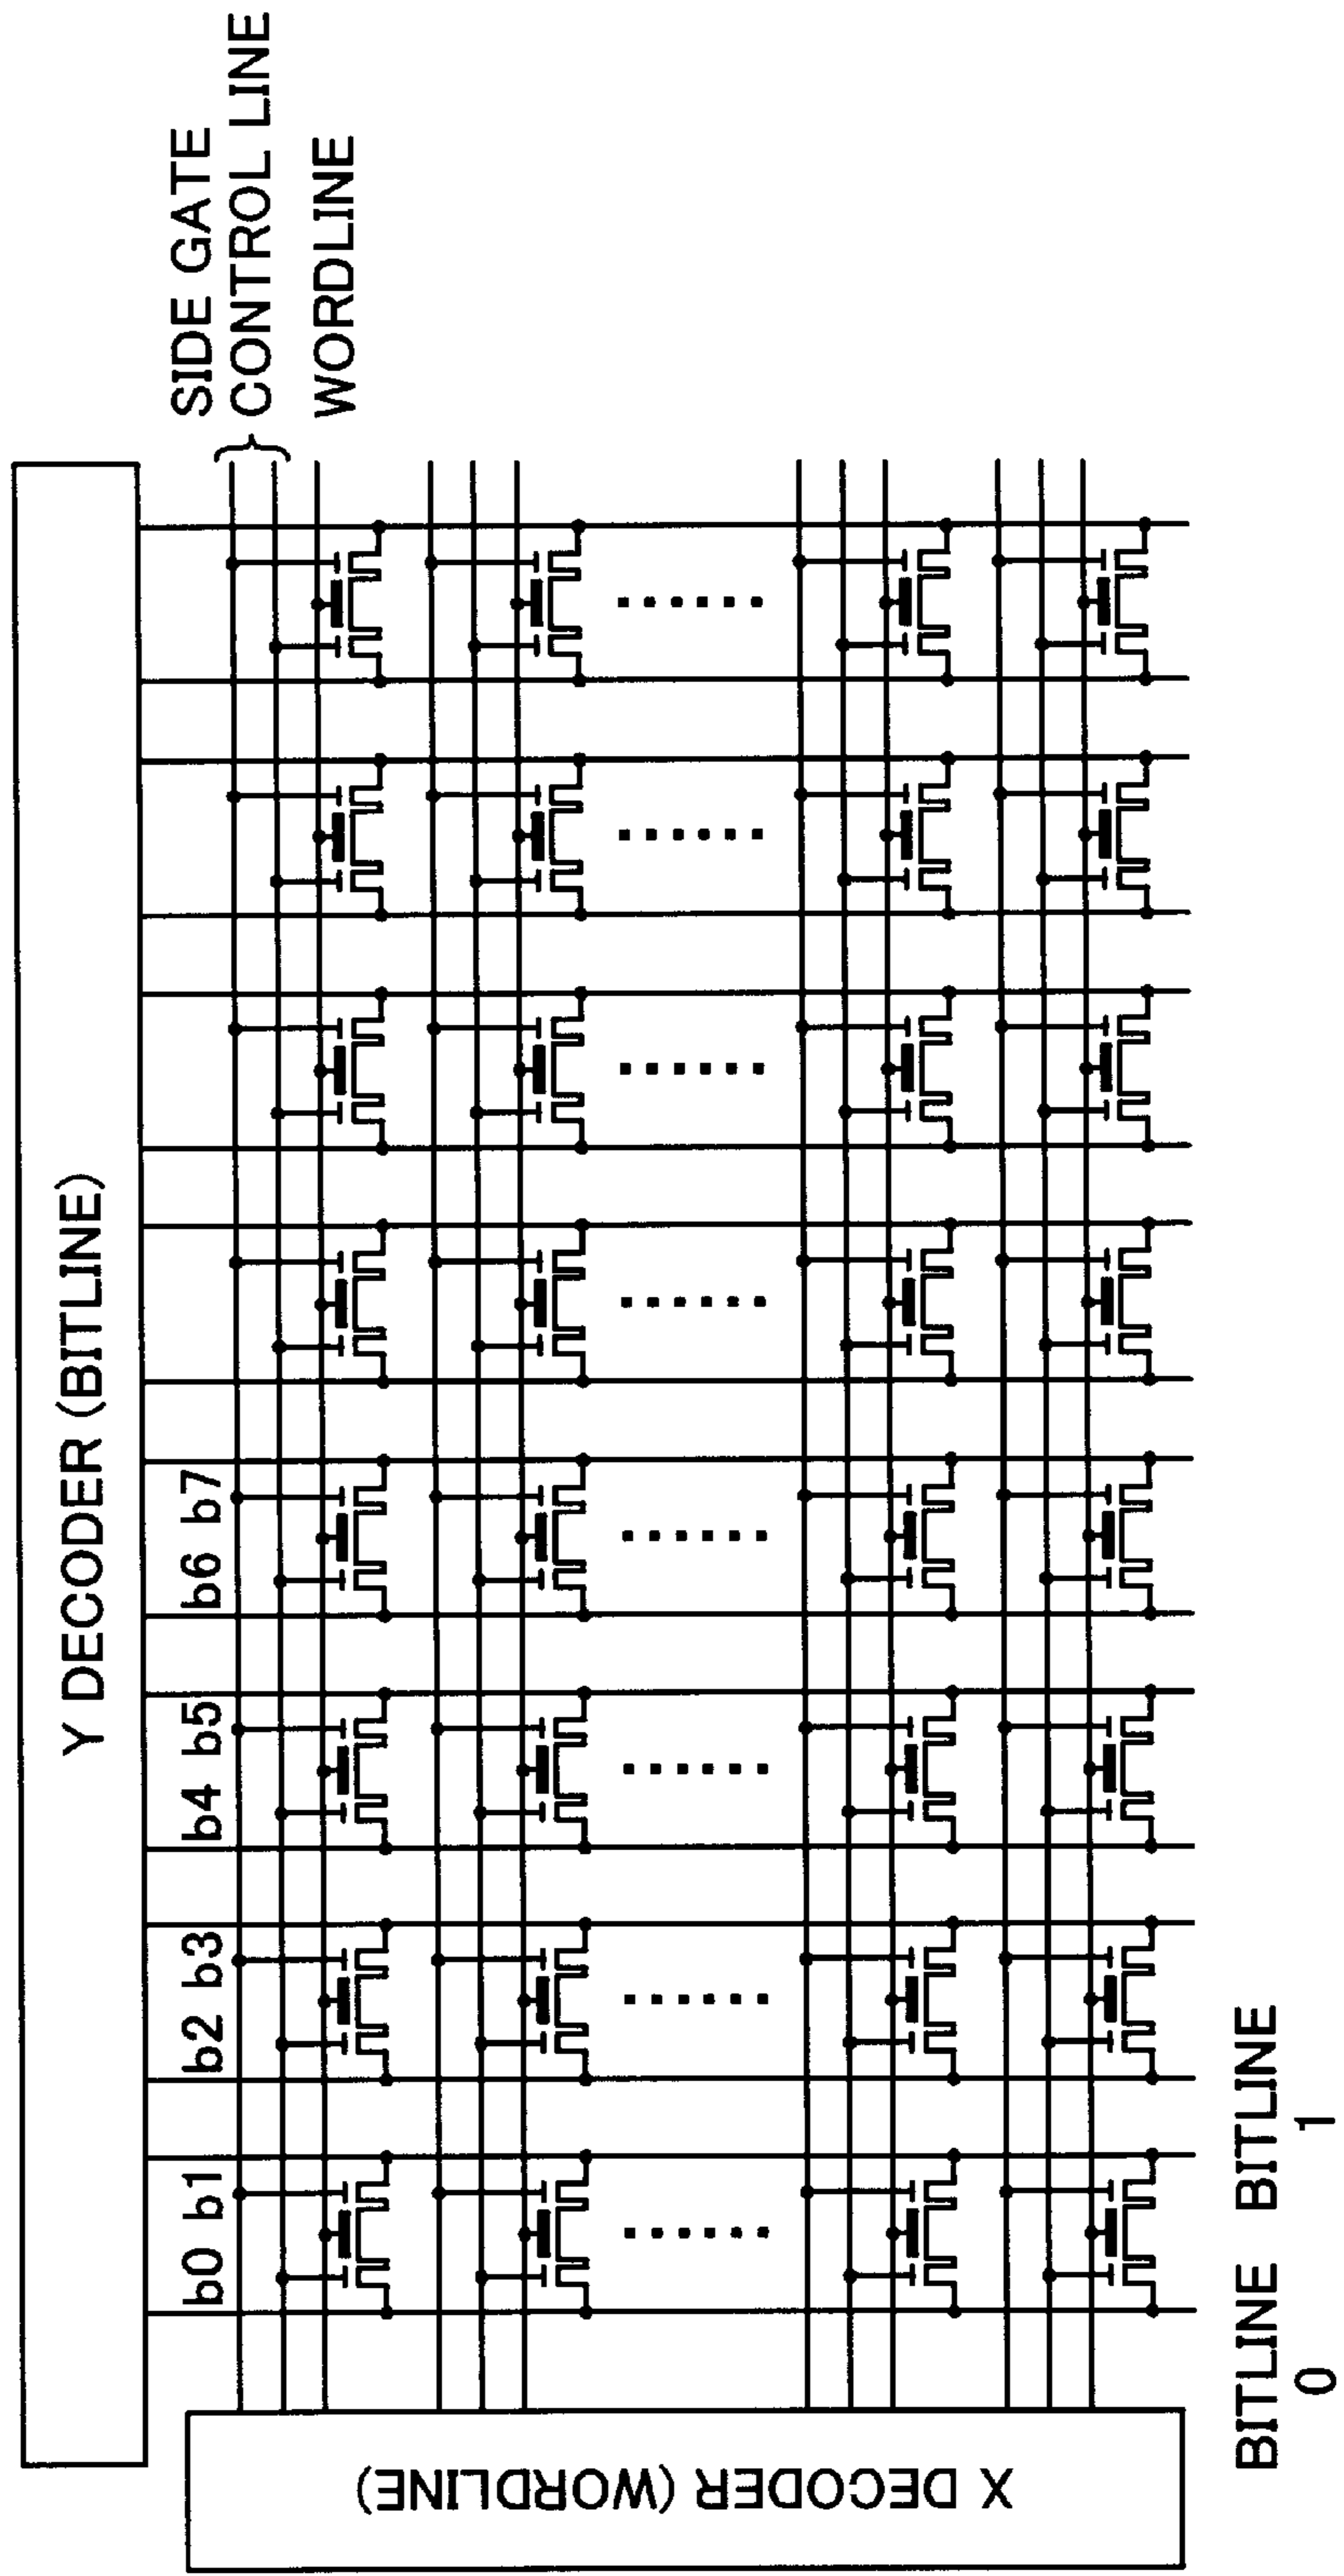 Y DECODER (BITLINE)
SIDE GATE
CONTROL LINE
WORDLINE
b0 b1 b2 b3 b4 b5 b6 b7
X DECODER (WORDLINE)
BITLINE BITLINE
0 1